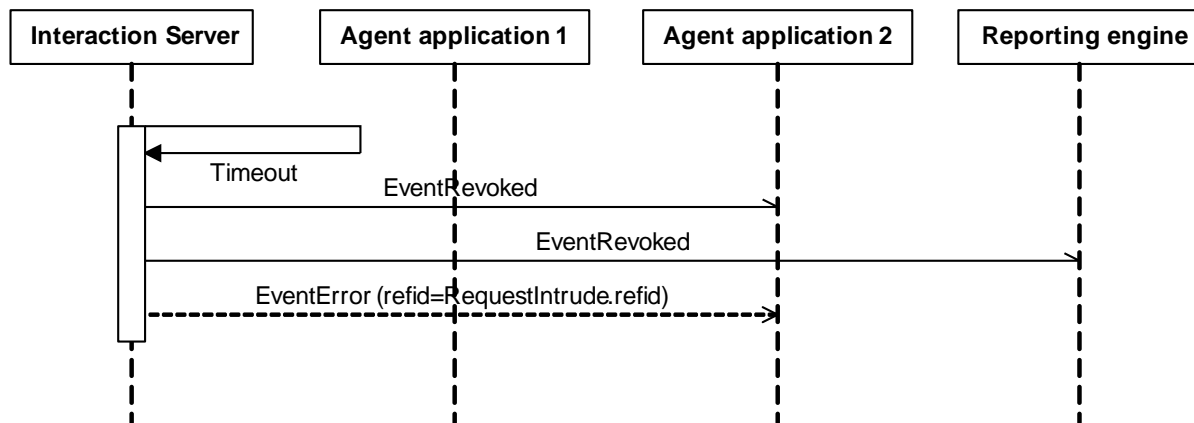 Interaction Server
Agent application 1
Agent application 2
Reporting engine
Timeout
EventRevoked
EventRevoked
EventError (refid=RequestIntrude.refid)